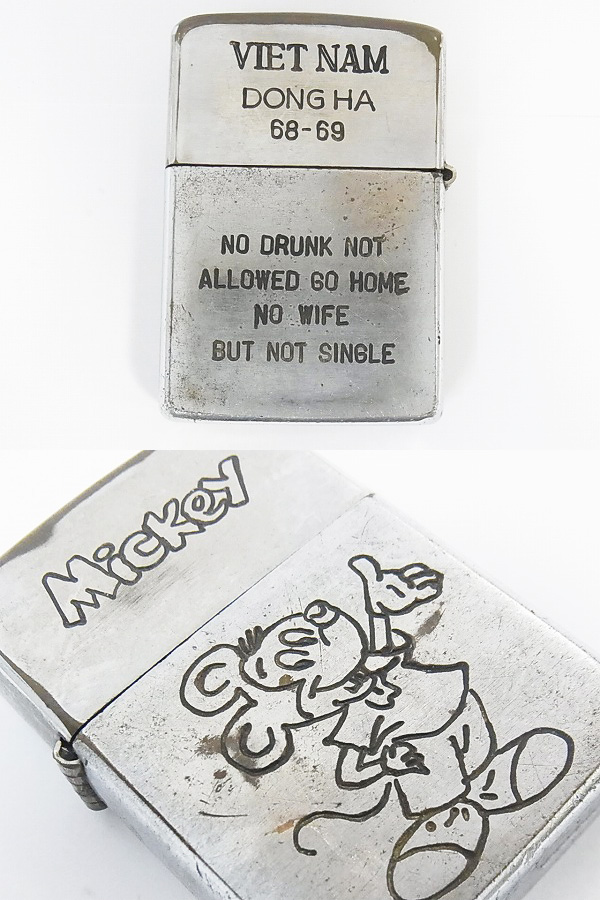 VIET NAM
DONG HA
68-69
NO DRUNK NOT
ALLOWED GO HOME
NO WIFE
BUT NOT SINGLE
Mickey